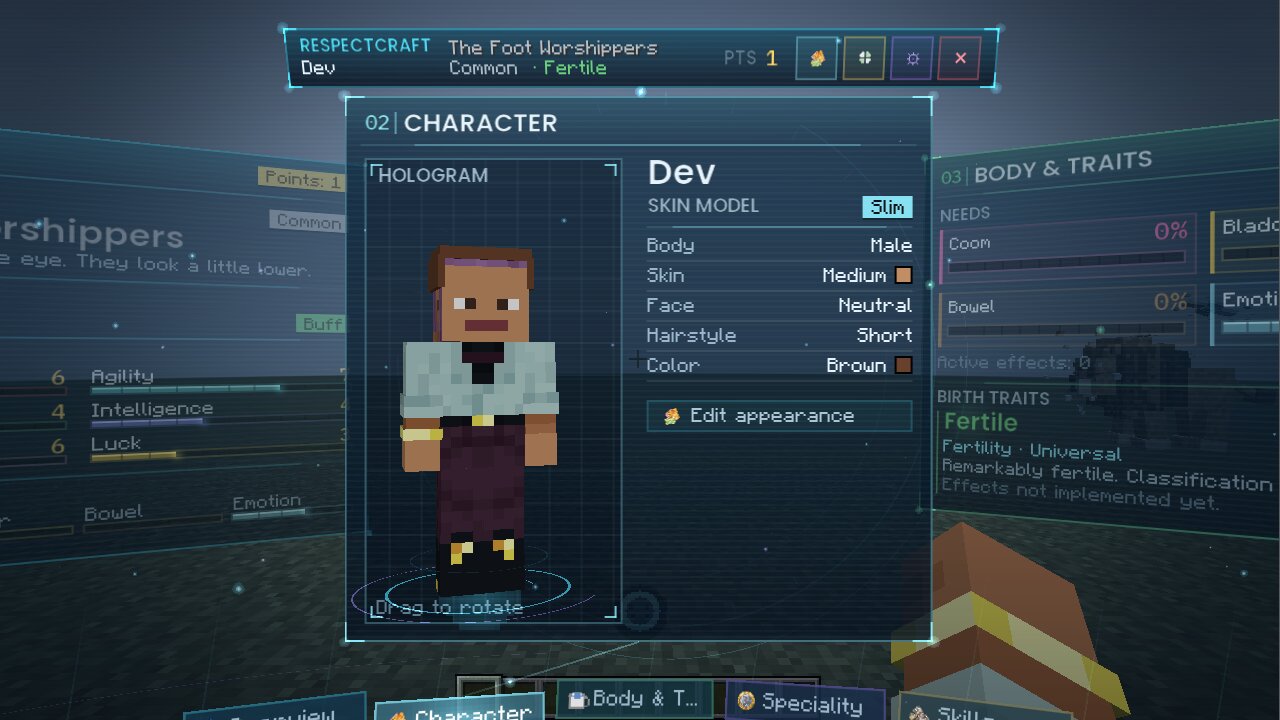 RESPECTCRAFT
Dev
The Foot Worshippers
Common · Fertile
PTS 1
02 | CHARACTER
HOLOGRAM
Drag to rotate
Dev
SKIN MODEL Slim
Body Male
Skin Medium
Face Neutral
Hairstyle Short
Color Brown
Edit appearance
Points: 1
Common
rshippers
e eye. They look a little lower.
Buff
6 Agility
4 Intelligence
6 Luck
Bowel Emotion
03 | BODY & TRAITS
NEEDS
Coom 0%
Bowel 0%
Active effects: 0
BIRTH TRAITS
Fertile
Fertility · Universal
Remarkably fertile. Classification
Effects not implemented yet.
Character
Body & T...
Speciality